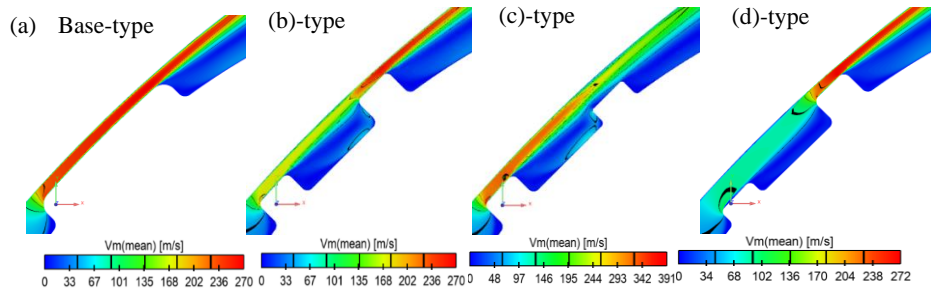 (a) Base-type
(b)-type
(c)-type
(d)-type
Vm(mean) [m/s]
0 33 67 101 135 168 202 236 270
Vm(mean) [m/s]
0 33 67 101 135 168 202 236 270
Vm(mean) [m/s]
0 48 97 146 195 244 293 342 391
Vm(mean) [m/s]
0 34 68 102 136 170 204 238 272